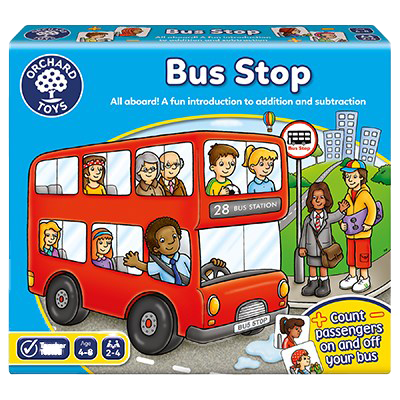 ORCHARD
TOYS
Bus Stop
All aboard! A fun introduction to addition and subtraction
Bus Stop
28 BUS STATION
BUS STOP
+ Count -
passengers
on and off
your bus
Age
4-8
2-4